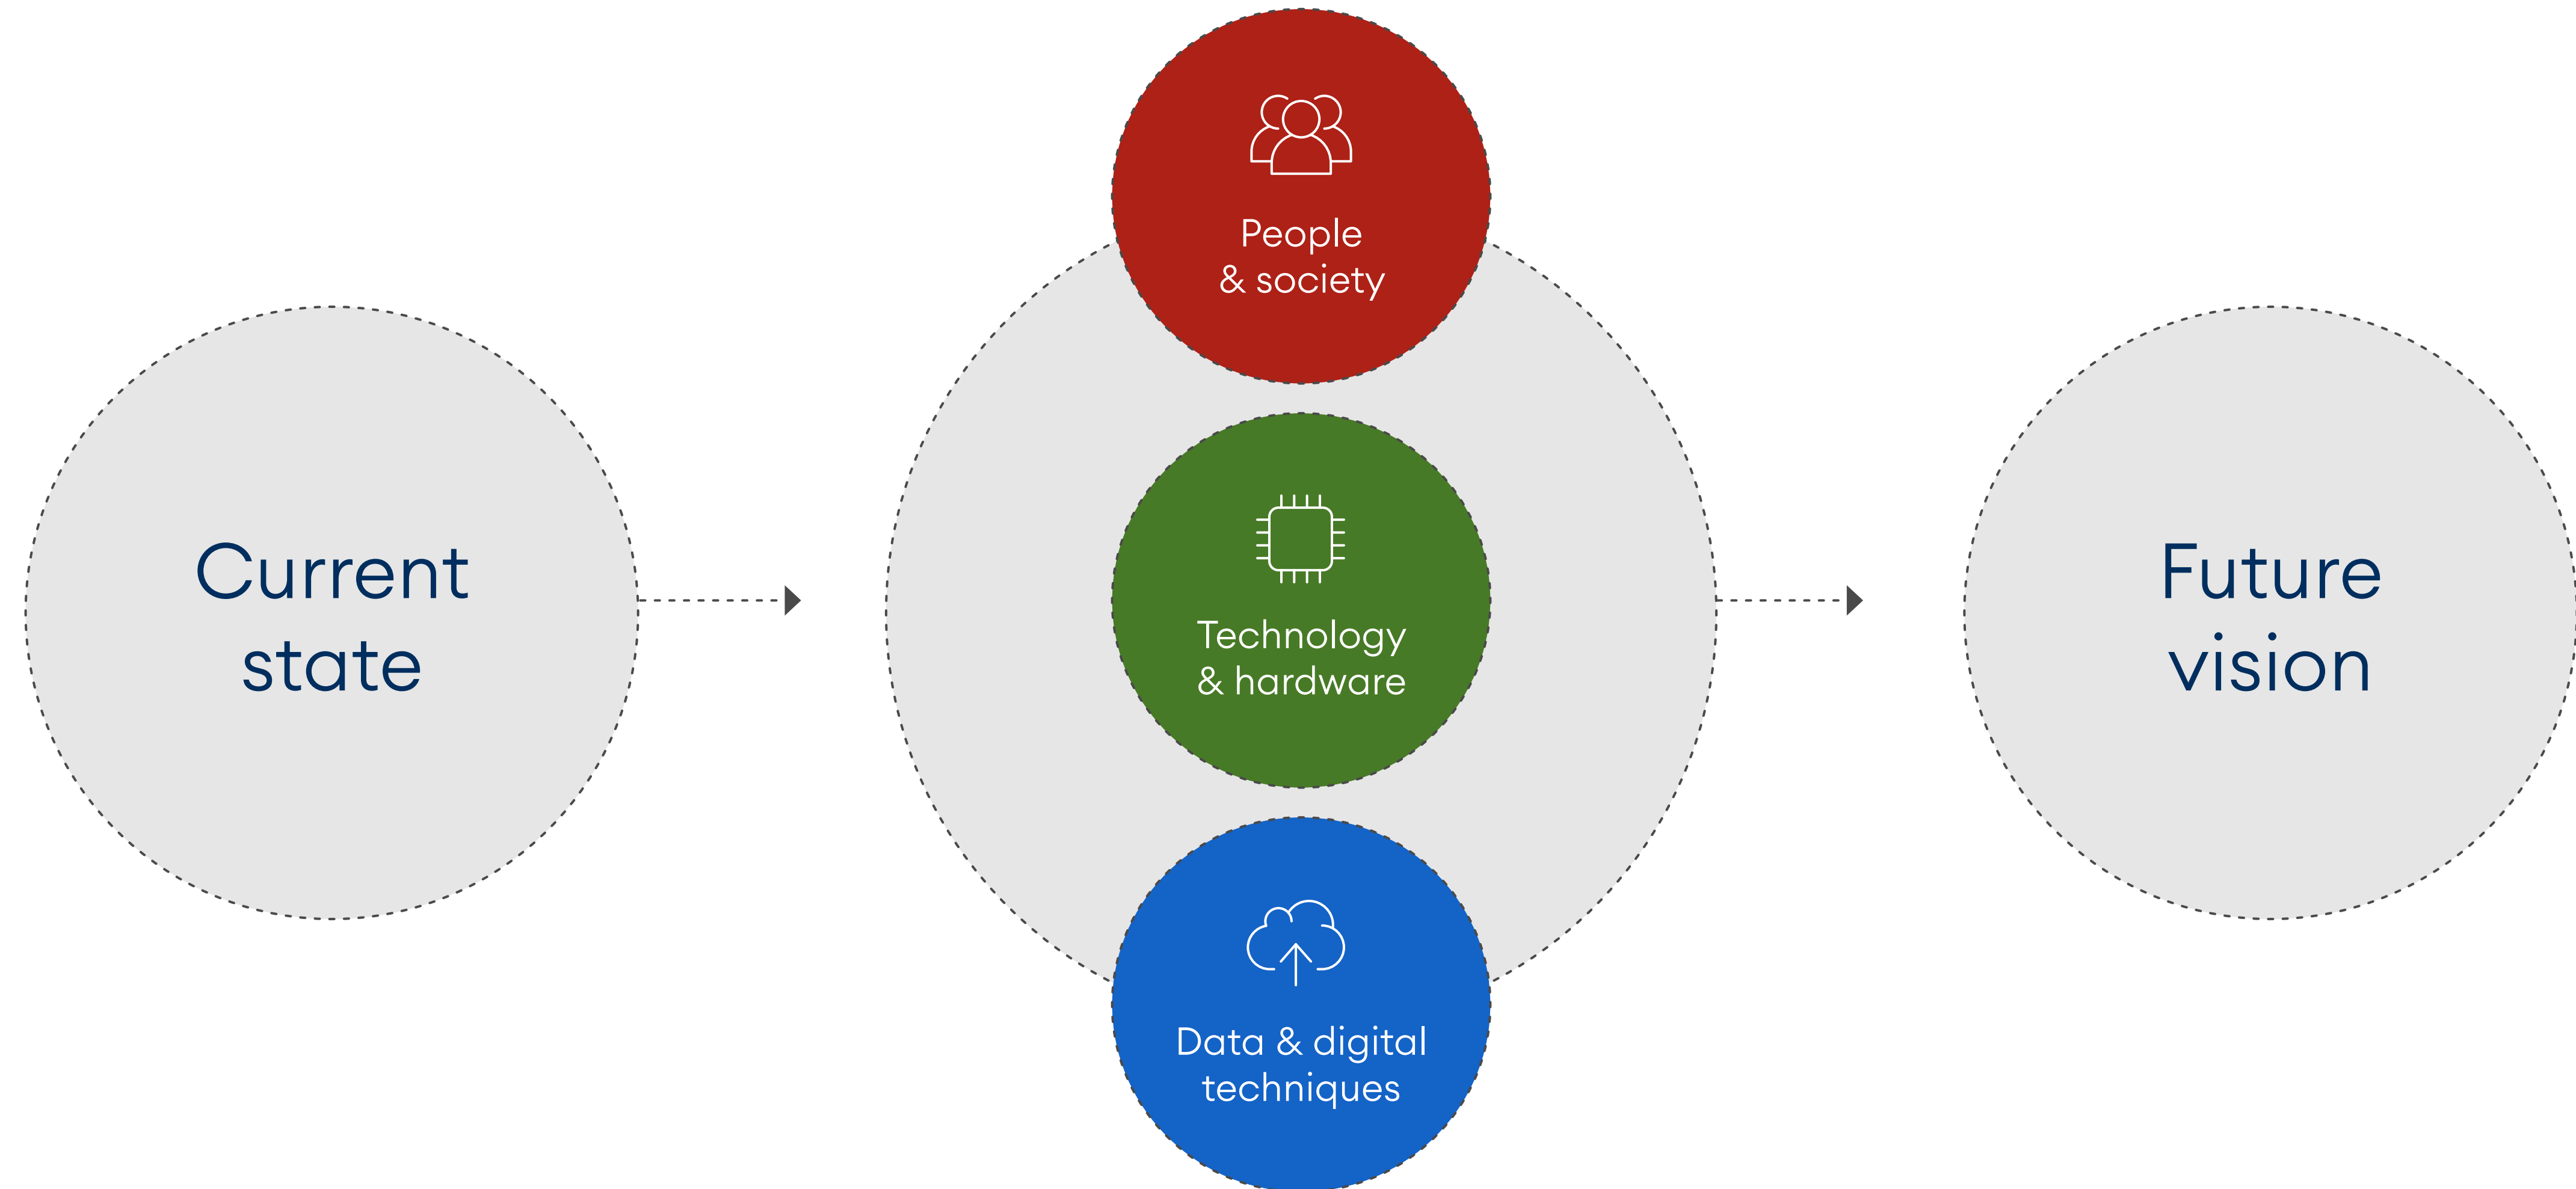 Current
state
People
& society
Technology
& hardware
Data & digital
techniques
Future
vision